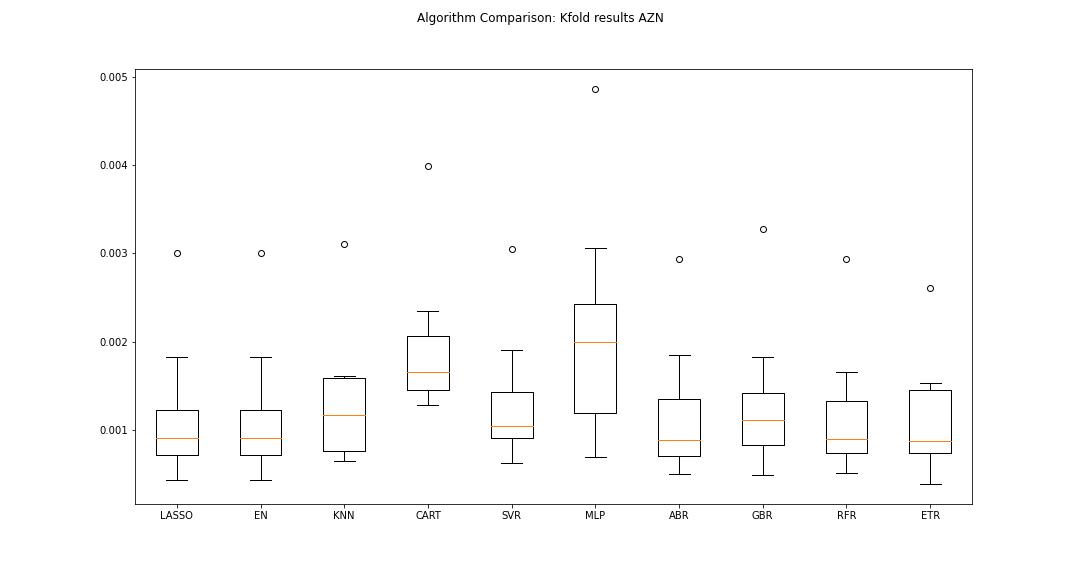 Algorithm Comparison: Kfold results AZN
0.005
0.004
0.003
0.002
0.001
LASSO EN KNN CART SVR MLP ABR GBR RFR ETR